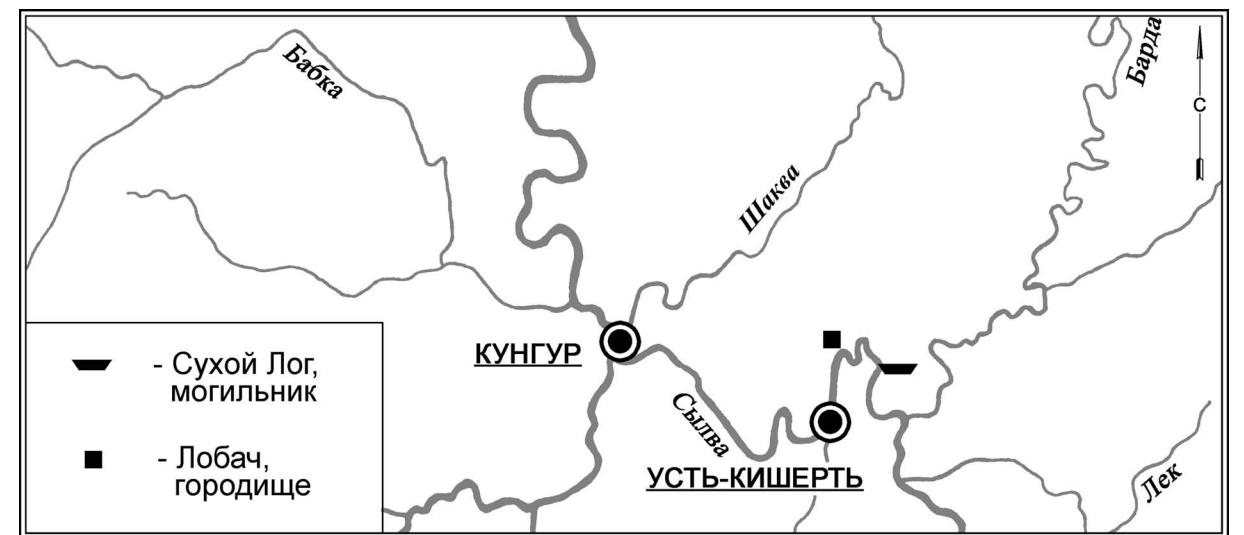 Бабка
Барда
С
Шаква
КУНГУР
Сылва
УСТЬ-КИШЕРТЬ
Лек
- Сухой Лог,
могильник
- Лобач,
городище